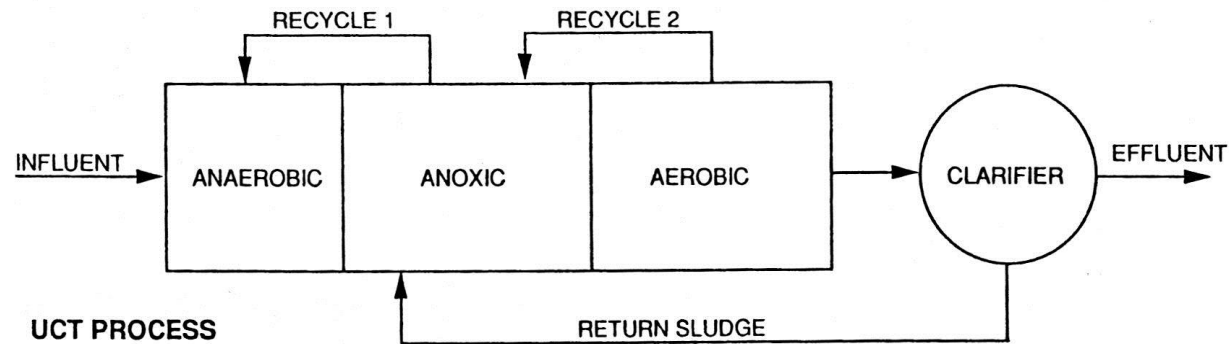 RECYCLE 1
RECYCLE 2
INFLUENT
ANAEROBIC
ANOXIC
AEROBIC
CLARIFIER
EFFLUENT
UCT PROCESS
RETURN SLUDGE